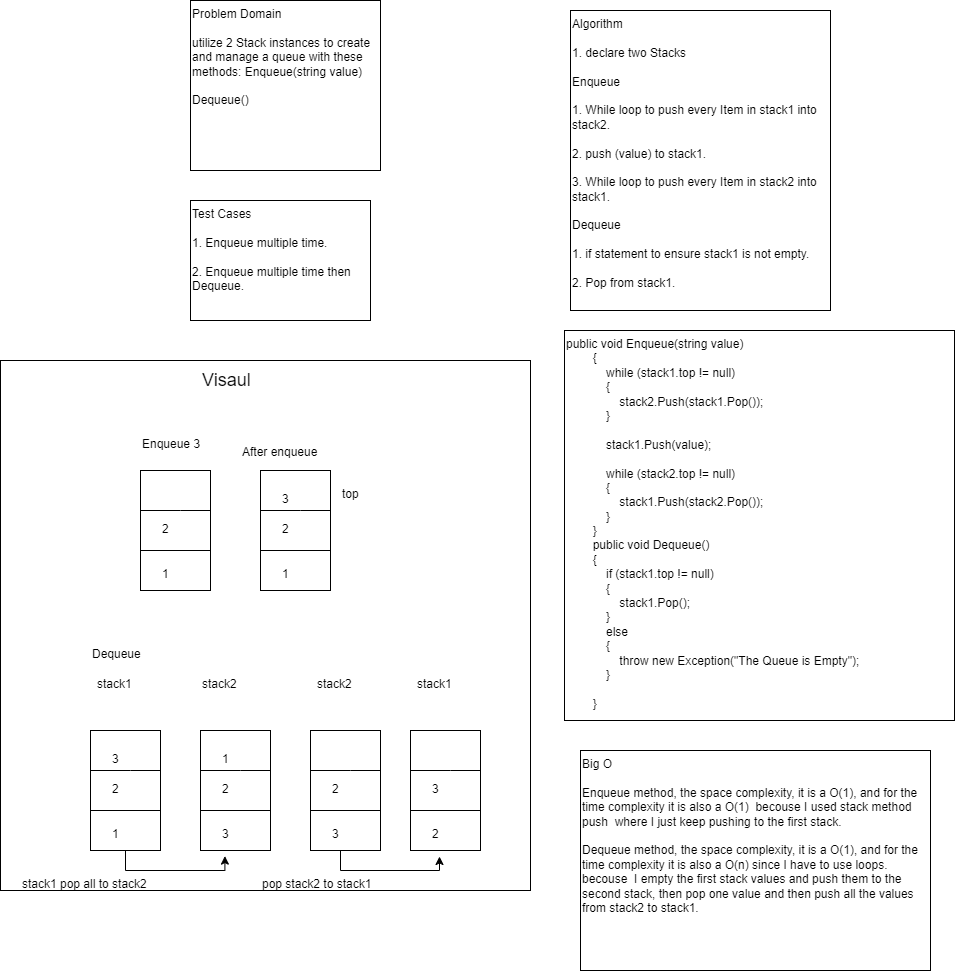 Problem Domain
utilize 2 Stack instances to create
and manage a queue with these
methods: Enqueue(string value)
Dequeue()
Algorithm
1. declare two Stacks
Enqueue
1. While loop to push every Item in stack1 into
stack2.
2. push (value) to stack1.
3. While loop to push every Item in stack2 into
stack1.
Dequeue
1. if statement to ensure stack1 is not empty.
2. Pop from stack1.
Test Cases
1. Enqueue multiple time.
2. Enqueue multiple time then
Dequeue.
public void Enqueue(string value)
{
while (stack1.top != null)
{
stack2.Push(stack1.Pop());
}
stack1.Push(value);
while (stack2.top != null)
{
stack1.Push(stack2.Pop());
}
}
public void Dequeue()
{
if (stack1.top != null)
{
stack1.Pop();
}
else
{
throw new Exception("The Queue is Empty");
}
}
Visaul
Enqueue 3
After enqueue
3
top
2
2
1
1
Dequeue
stack1
stack2
stack2
stack1
3
1
2
2
2
3
1
3
3
2
stack1 pop all to stack2
pop stack2 to stack1
Big O
Enqueue method, the space complexity, it is a O(1), and for the
time complexity it is also a O(1) becouse I used stack method
push where I just keep pushing to the first stack.
Dequeue method, the space complexity, it is a O(1), and for the
time complexity it is also a O(n) since I have to use loops.
becouse I empty the first stack values and push them to the
second stack, then pop one value and then push all the values
from stack2 to stack1.